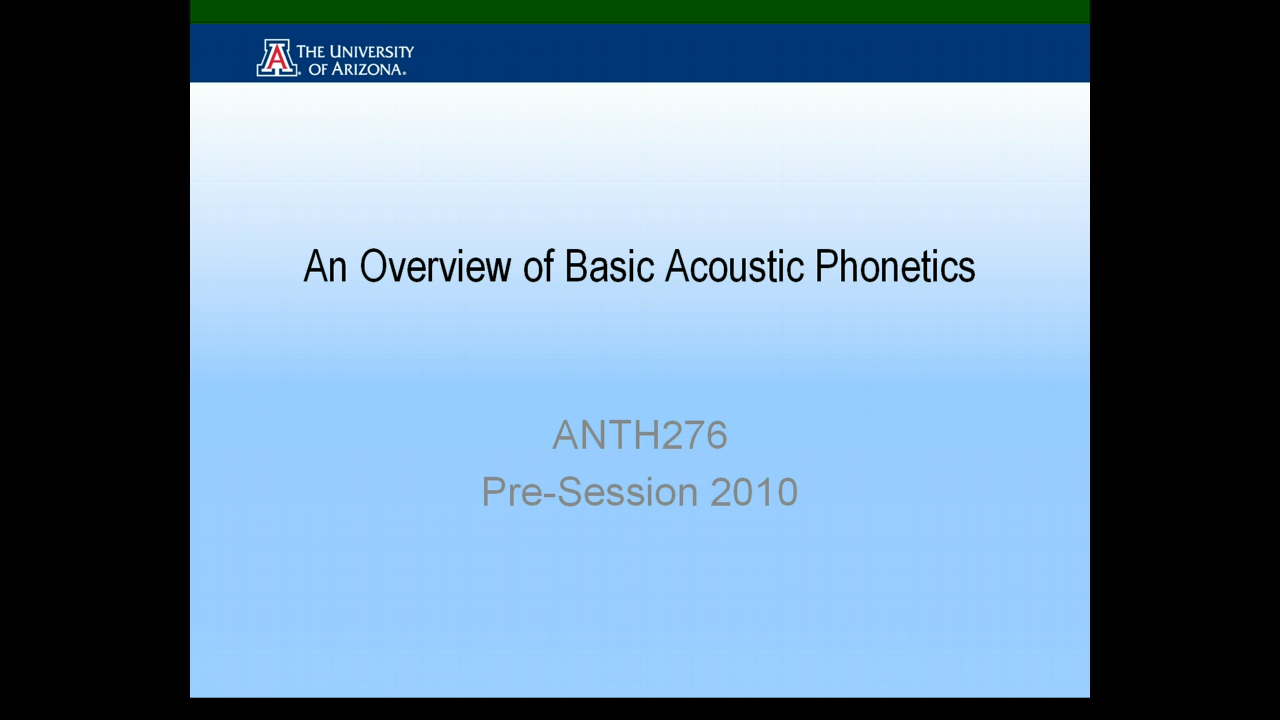 THE UNIVERSITY
OF ARIZONA.
An Overview of Basic Acoustic Phonetics
ANTH276
Pre-Session 2010